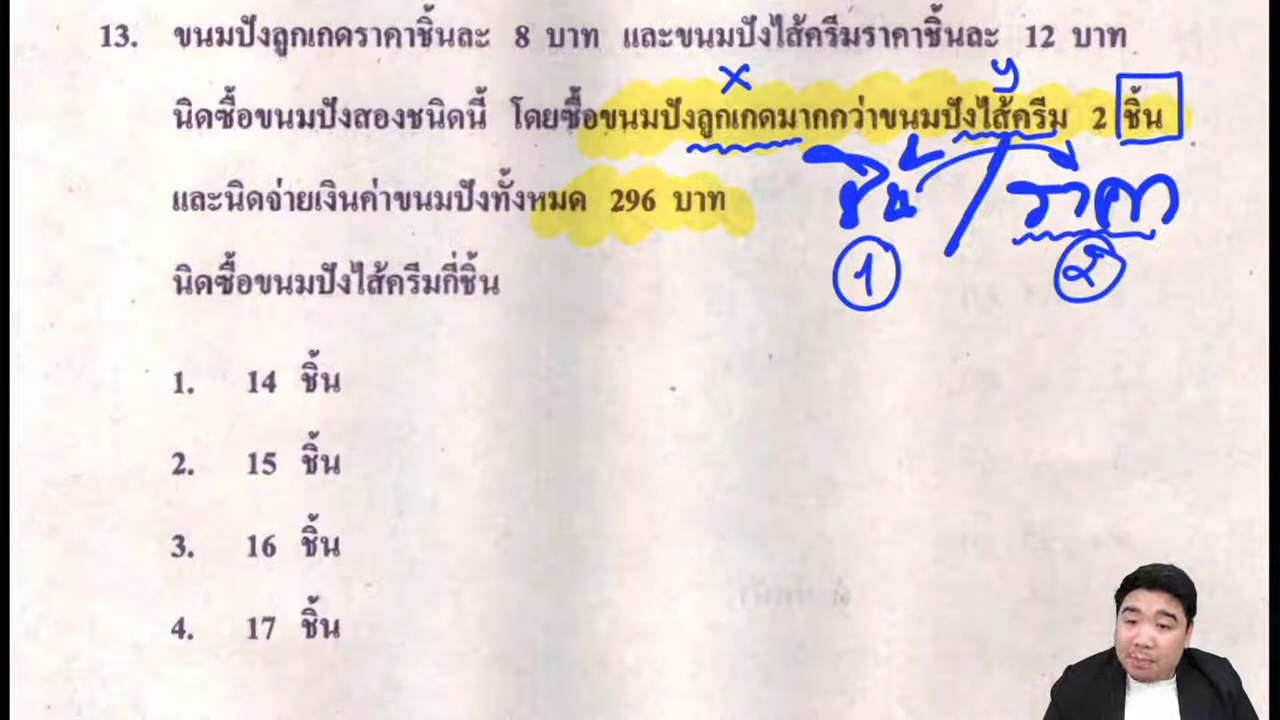 13. ขนมปังลูกเกดราคาชิ้นละ 8 บาท และขนมปังไส้ครีมราคาชิ้นละ 12 บาท
x y
นิดซื้อขนมปังสองชนิดนี้ โดยซื้อขนมปังลูกเกดมากกว่าขนมปังไส้ครีม 2 ชิ้น
และนิดจ่ายเงินค่าขนมปังทั้งหมด 296 บาท
ชิ้น / ราคา
1 2
นิดซื้อขนมปังไส้ครีมกี่ชิ้น
1. 14 ชิ้น
2. 15 ชิ้น
3. 16 ชิ้น
4. 17 ชิ้น